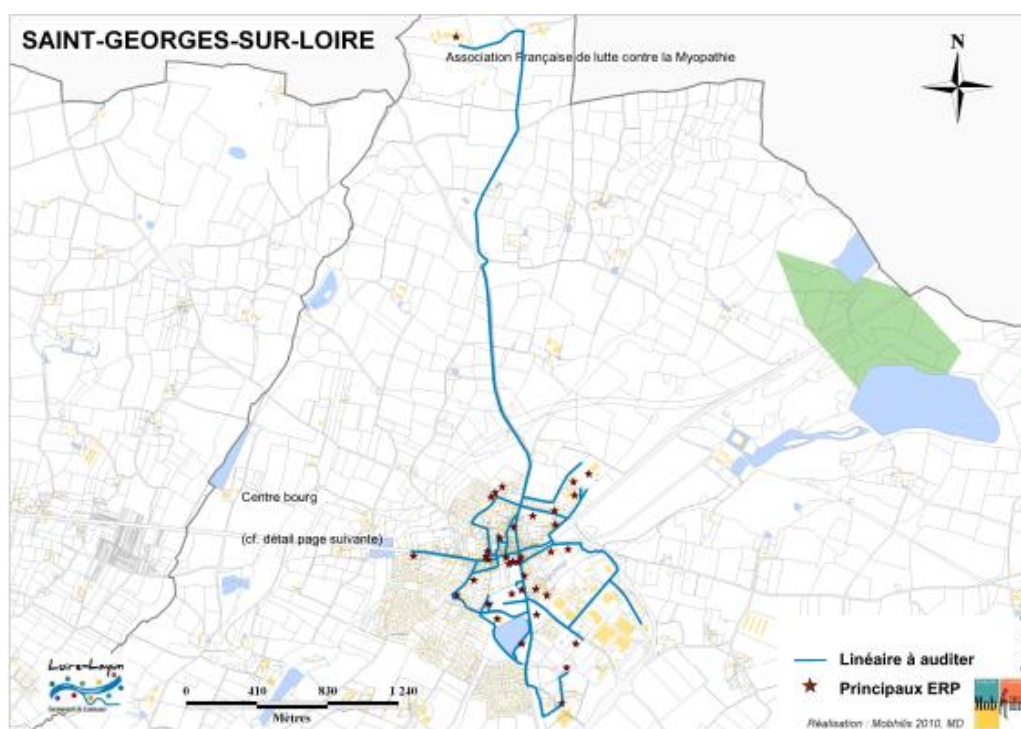 SAINT-GEORGES-SUR-LOIRE
N
Association Française de lutte contre la Myopathie
Centre bourg
(cf. détail page suivante)
Loire-Layon
0 410 830 1 240
Mètres
Linéaire à auditer
Principaux ERP
Réalisation : Mobhilis 2010, MD